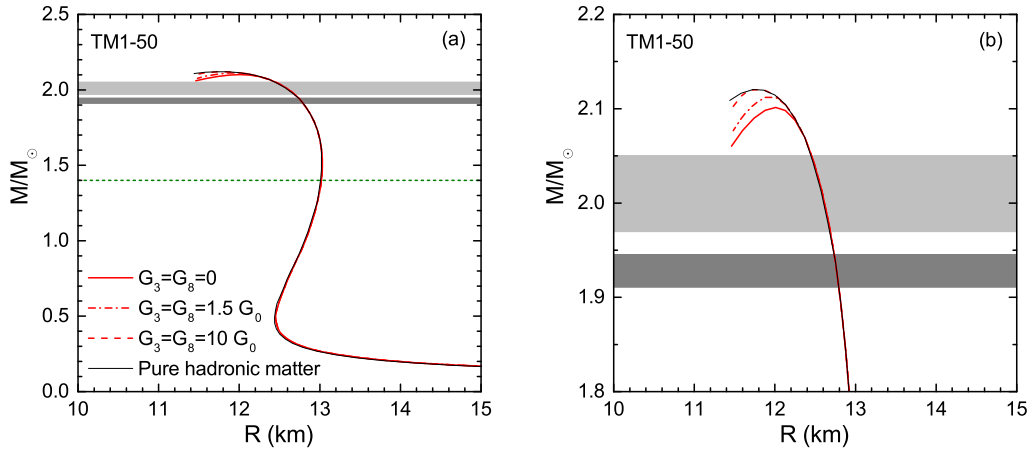 TM1-50
(a)
2.5
2.0
1.5
1.0
0.5
0.0
M/M☉
G₃=G₈=0
G₃=G₈=1.5 G₀
G₃=G₈=10 G₀
Pure hadronic matter
10 11 12 13 14 15
R (km)
TM1-50
(b)
2.2
2.1
2.0
1.9
1.8
M/M☉
10 11 12 13 14 15
R (km)